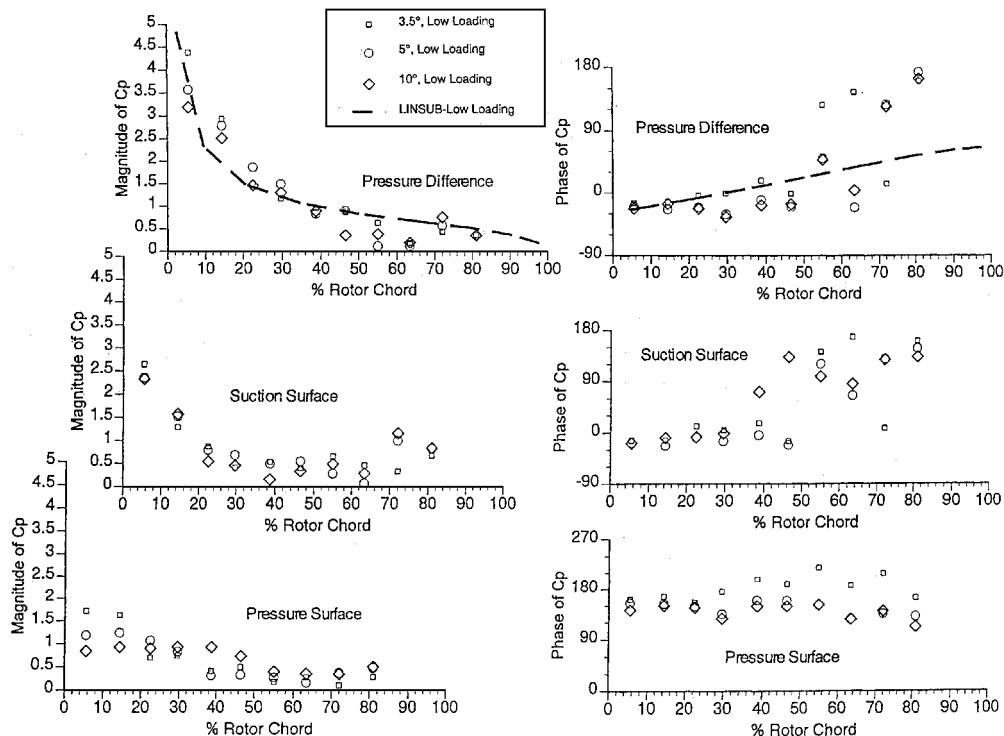 3.5°, Low Loading
5°, Low Loading
10°, Low Loading
LINSUB-Low Loading
Magnitude of Cp
5
4.5
4
3.5
3
2.5
2
1.5
1
0.5
0
Pressure Difference
0 10 20 30 40 50 60 70 80 90 100
% Rotor Chord
Phase of Cp
180
90
0
-90
Pressure Difference
0 10 20 30 40 50 60 70 80 90 100
% Rotor Chord
Magnitude of Cp
5
4.5
4
3.5
3
2.5
2
1.5
1
0.5
0
Suction Surface
0 10 20 30 40 50 60 70 80 90 100
% Rotor Chord
Phase of Cp
180
90
0
-90
Suction Surface
0 10 20 30 40 50 60 70 80 90 100
% Rotor Chord
Magnitude of Cp
5
4.5
4
3.5
3
2.5
2
1.5
1
0.5
0
Pressure Surface
0 10 20 30 40 50 60 70 80 90 100
% Rotor Chord
Phase of Cp
270
180
90
0
Pressure Surface
0 10 20 30 40 50 60 70 80 90 100
% Rotor Chord